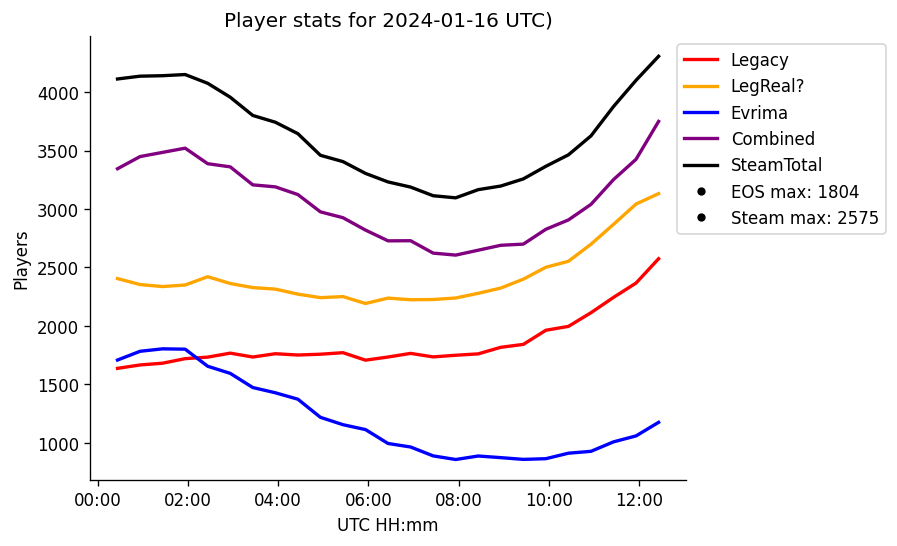 Player stats for 2024-01-16 UTC)
Legacy
LegReal?
Evrima
Combined
SteamTotal
EOS max: 1804
Steam max: 2575
Players
4000
3500
3000
2500
2000
1500
1000
00:00 02:00 04:00 06:00 08:00 10:00 12:00
UTC HH:mm